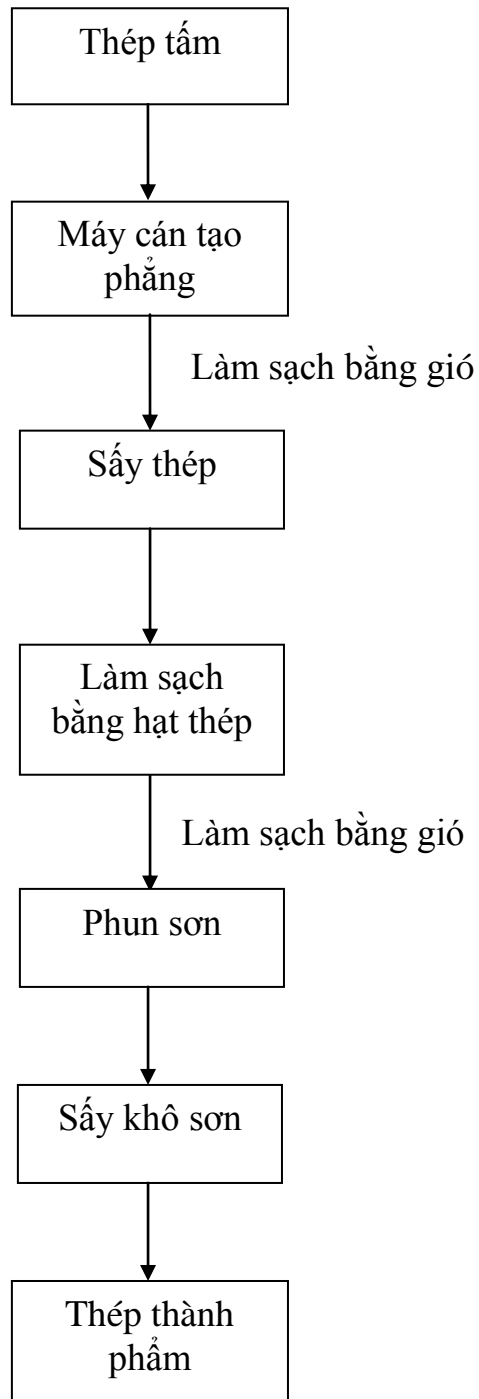 Thép tấm
Máy cán tạo
phẳng
Làm sạch bằng gió
Sấy thép
Làm sạch
bằng hạt thép
Làm sạch bằng gió
Phun sơn
Sấy khô sơn
Thép thành
phẩm